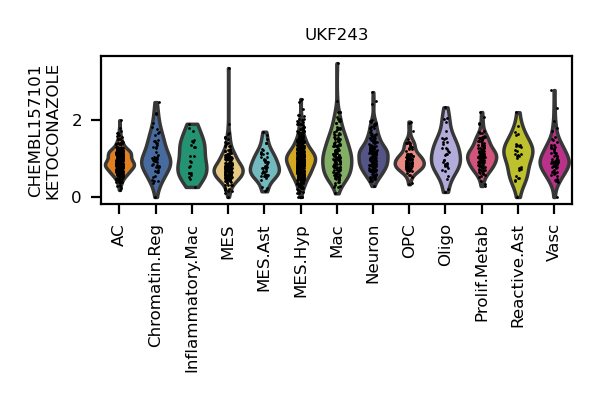 UKF243
CHEMBL157101
KETOCONAZOLE
2
0
AC
Chromatin.Reg
Inflammatory.Mac
MES
MES.Ast
MES.Hyp
Mac
Neuron
OPC
Oligo
Prolif.Metab
Reactive.Ast
Vasc